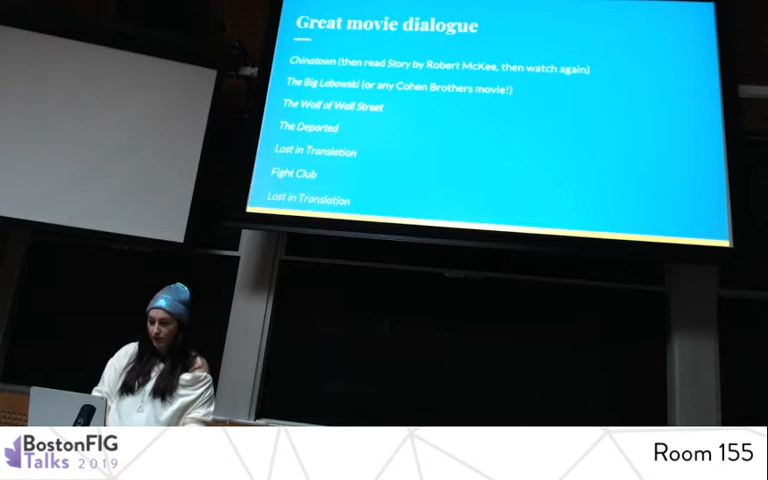 Great movie dialogue
Chinatown (then read Story by Robert McKee, then watch again)
The Big Lebowski (or any Cohen Brothers movie!)
The Wolf of Wall Street
The Departed
Lost in Translation
Fight Club
Lost in Translation
BostonFIG
Talks 2019
Room 155